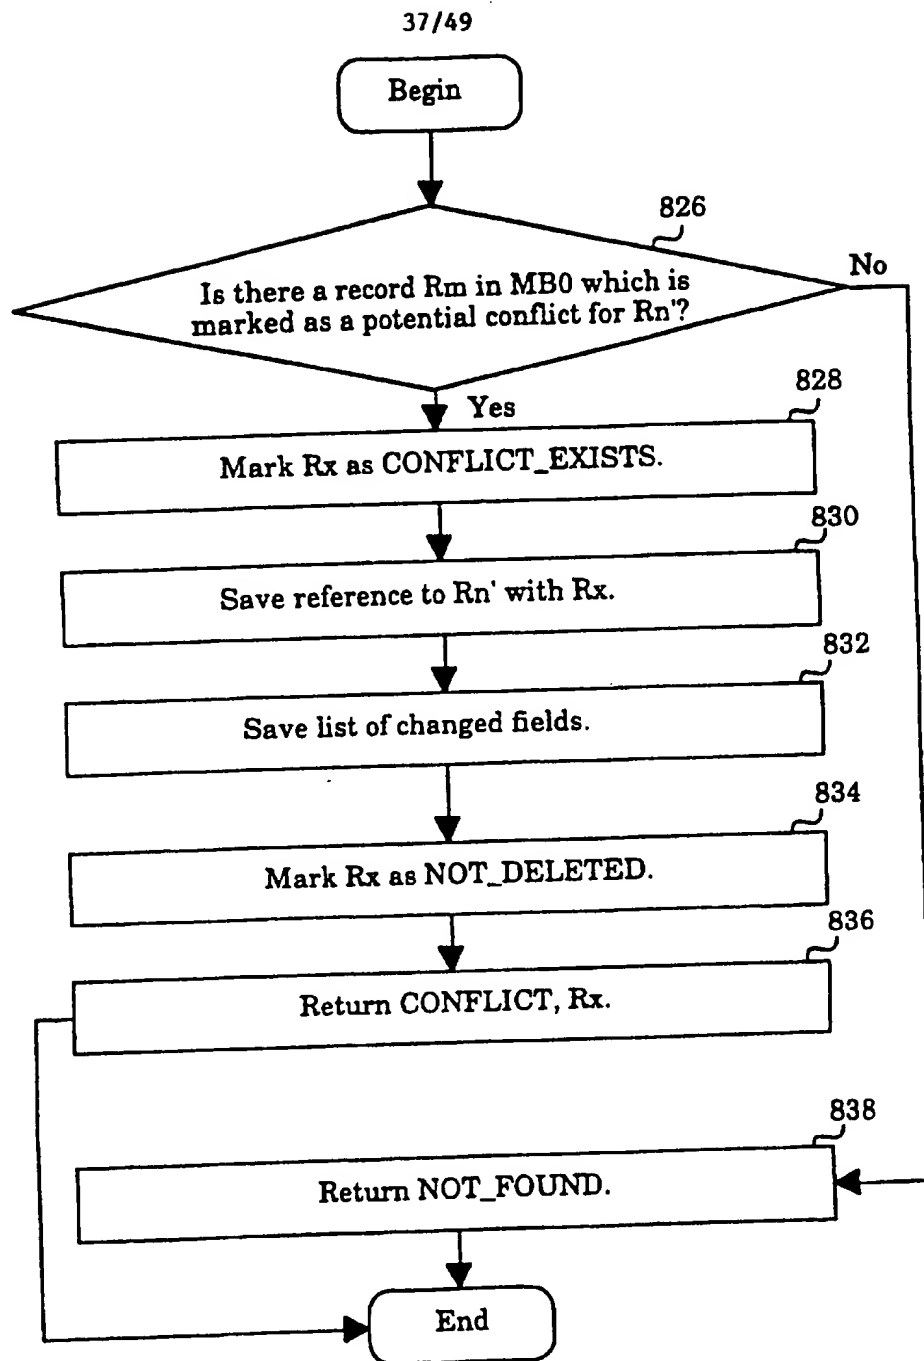 37/49
Begin
826
No
Is there a record Rm in MB0 which is
marked as a potential conflict for Rn'?
Yes
828
Mark Rx as CONFLICT_EXISTS.
830
Save reference to Rn' with Rx.
832
Save list of changed fields.
834
Mark Rx as NOT_DELETED.
836
Return CONFLICT, Rx.
838
Return NOT_FOUND.
End